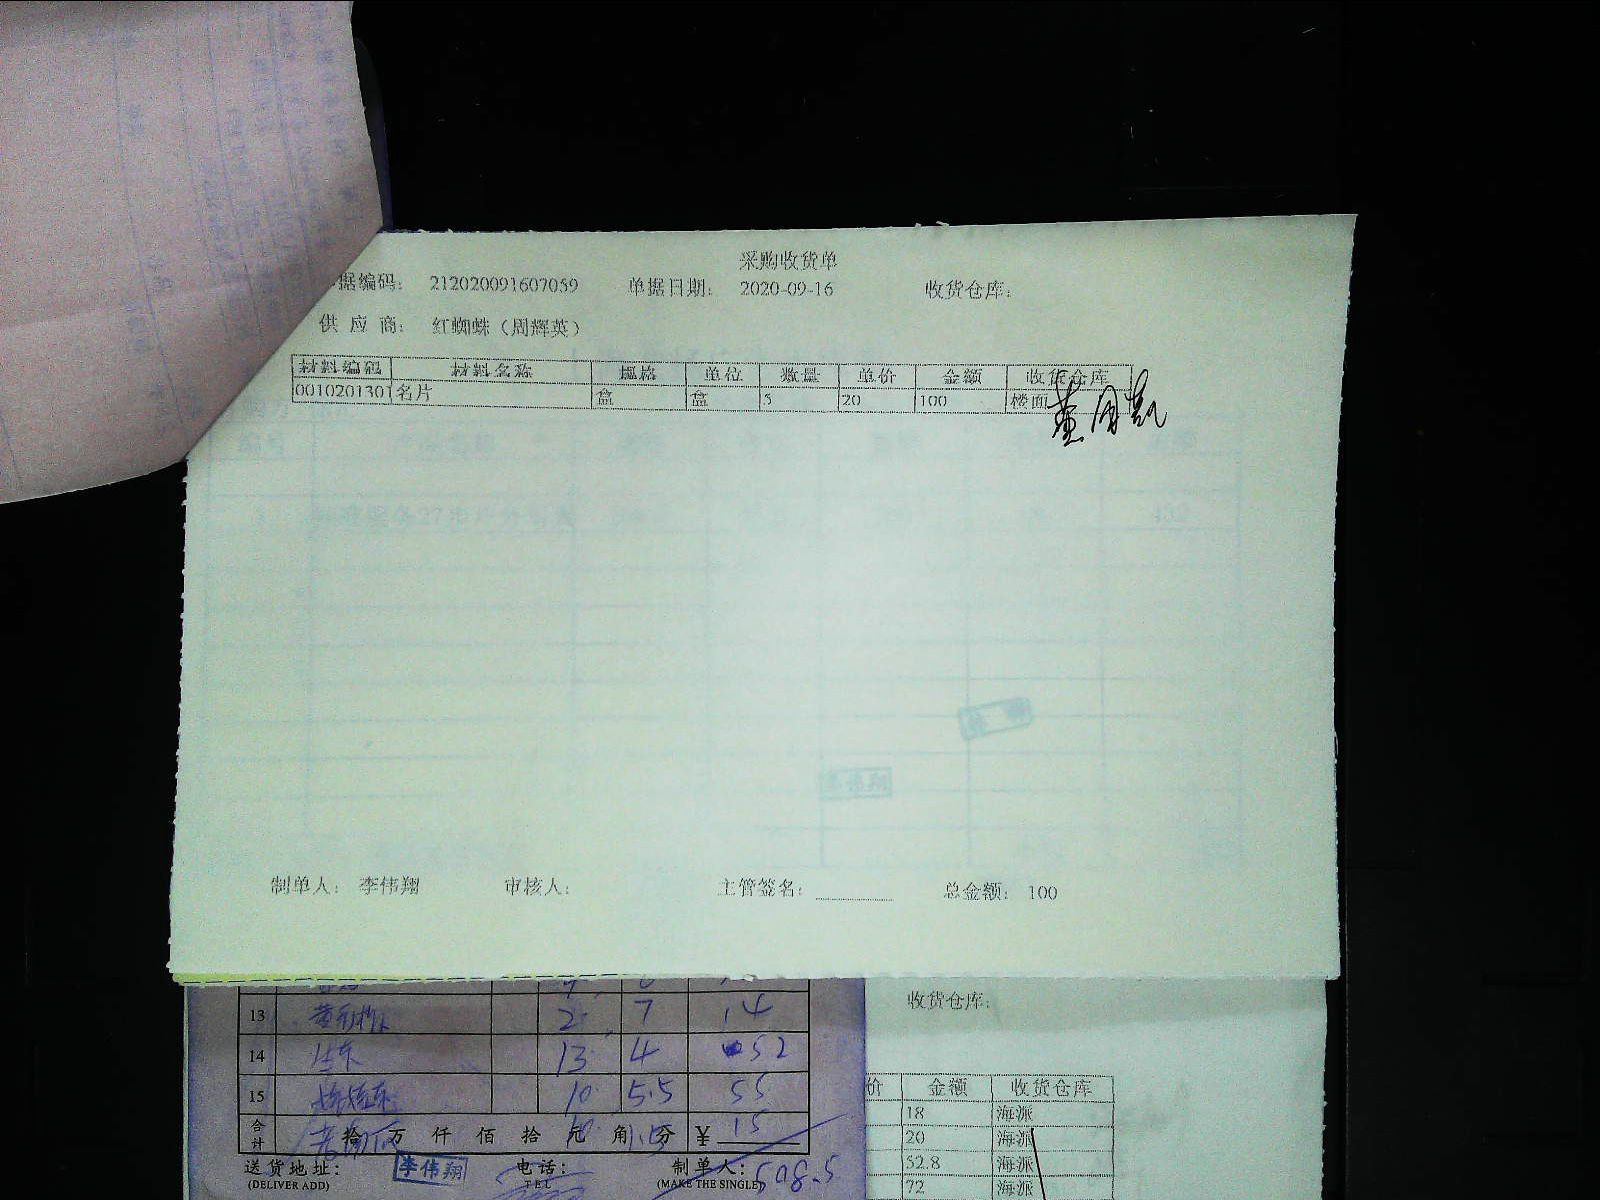 采购收货单
据编码： 212020091607059 单据日期： 2020-09-16 收货仓库：
供应商： 红蜘蛛（周辉英）
材料编码 材料名称 规格 单位 数量 单价 金额 收货仓库
0010201301 名片 盒 盒 5 20 100 楼面
制单人： 李伟翔 审核人： 主管签名： 总金额： 100
收货仓库：
13 2 7 14
14 13 4 52
15 10 5.5 55
合计 拾 万 仟 佰 拾 元 角 分 ¥ 15
送货地址： 李伟翔 电话： 制单人： 508.5
(DELIVER ADD) TEL (MAKE THE SINGLE)
价 金额 收货仓库
18 海派
20 海派
52.8 海派
72 海派